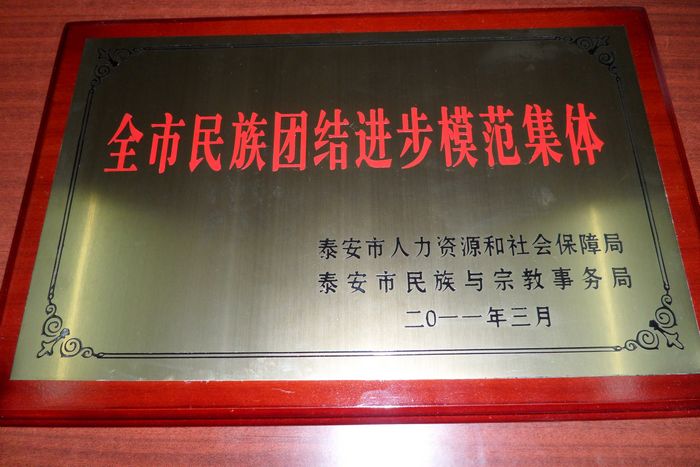 全市民族团结进步模范集体
泰安市人力资源和社会保障局
泰安市民族与宗教事务局
二〇一一年三月